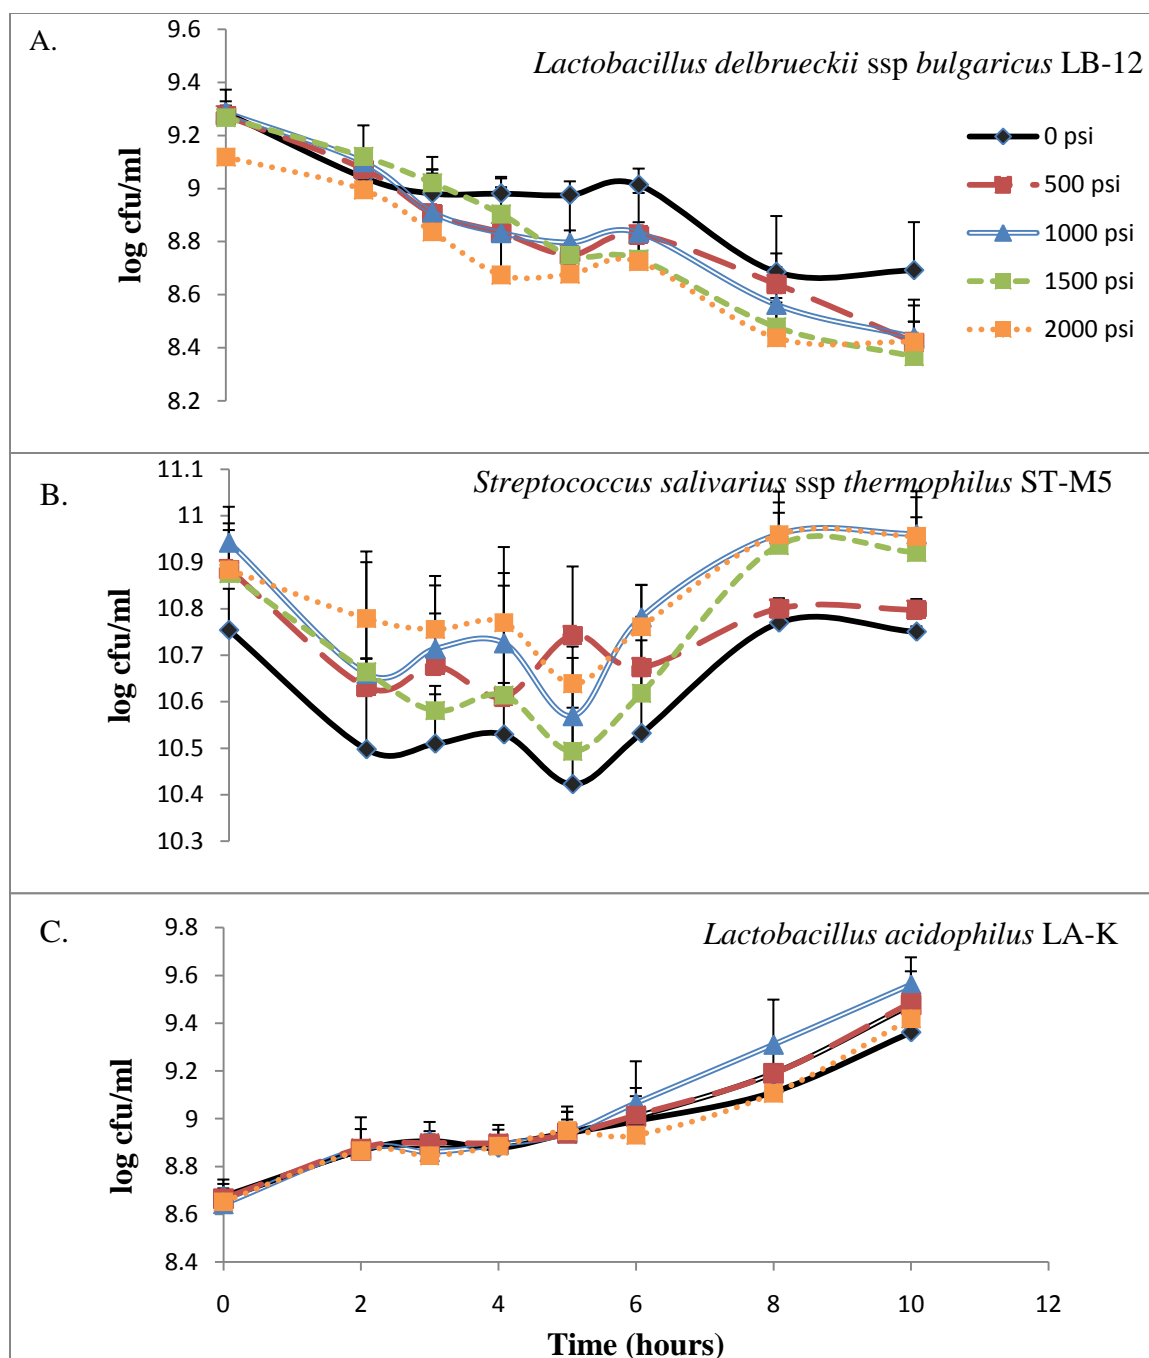 A.
Lactobacillus delbrueckii ssp bulgaricus LB-12
log cfu/ml
9.6
9.4
9.2
9
8.8
8.6
8.4
8.2
0 psi
500 psi
1000 psi
1500 psi
2000 psi
B.
Streptococcus salivarius ssp thermophilus ST-M5
log cfu/ml
11.1
11
10.9
10.8
10.7
10.6
10.5
10.4
10.3
C.
Lactobacillus acidophilus LA-K
log cfu/ml
9.8
9.6
9.4
9.2
9
8.8
8.6
8.4
0 2 4 6 8 10 12
Time (hours)